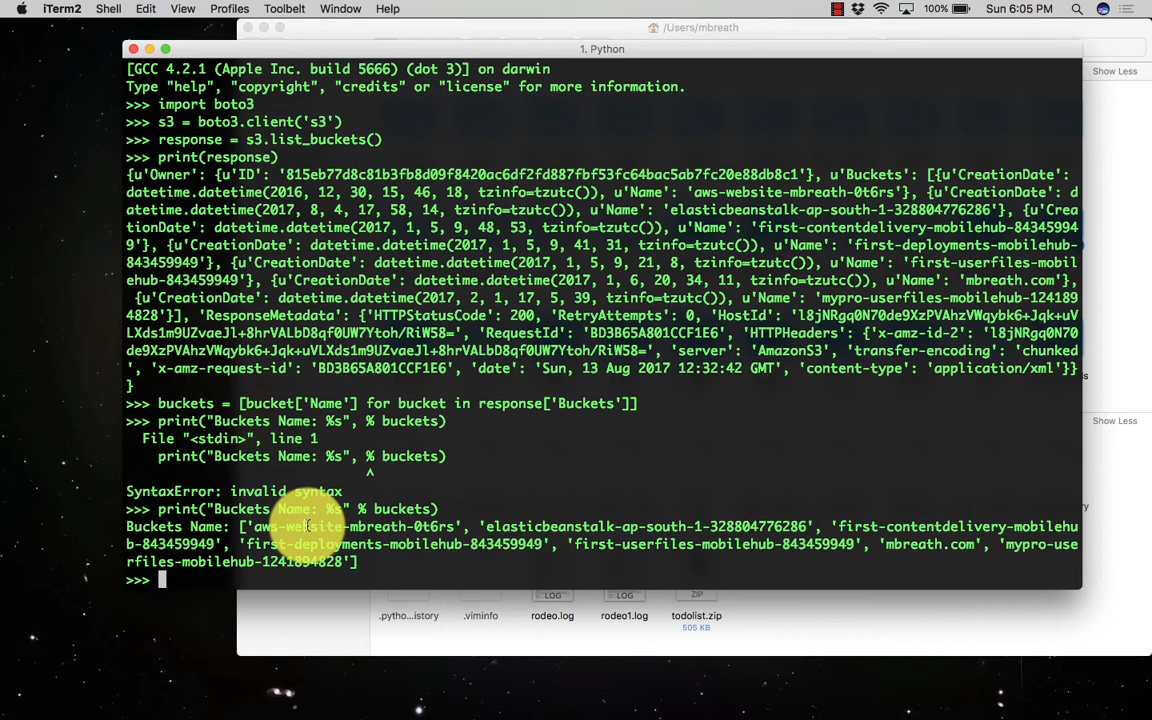 iTerm2 Shell Edit View Profiles Toolbelt Window Help 100% Sun 6:05 PM
/Users/mbreath
1. Python
[GCC 4.2.1 (Apple Inc. build 5666) (dot 3)] on darwin
Show Less
Type "help", "copyright", "credits" or "license" for more information.
>>> import boto3
>>> s3 = boto3.client('s3')
>>> response = s3.list_buckets()
>>> print(response)
{u'Owner': {u'ID': '815eb77d8c81b3fb8d09f8420ac6df2fd887fbf53fc64bac5ab7fc20e88db8c1'}, u'Buckets': [{u'CreationDate':
datetime.datetime(2016, 12, 30, 15, 46, 18, tzinfo=tzutc()), u'Name': 'aws-website-mbreath-0t6rs'}, {u'CreationDate': d
atetime.datetime(2017, 8, 4, 17, 58, 14, tzinfo=tzutc()), u'Name': 'elasticbeanstalk-ap-south-1-328804776286'}, {u'Crea
tionDate': datetime.datetime(2017, 1, 5, 9, 48, 53, tzinfo=tzutc()), u'Name': 'first-contentdelivery-mobilehub-84345994
9'}, {u'CreationDate': datetime.datetime(2017, 1, 5, 9, 41, 31, tzinfo=tzutc()), u'Name': 'first-deployments-mobilehub-
843459949'}, {u'CreationDate': datetime.datetime(2017, 1, 5, 9, 21, 8, tzinfo=tzutc()), u'Name': 'first-userfiles-mobil
ehub-843459949'}, {u'CreationDate': datetime.datetime(2017, 1, 6, 20, 34, 11, tzinfo=tzutc()), u'Name': 'mbreath.com'},
{u'CreationDate': datetime.datetime(2017, 2, 1, 17, 5, 39, tzinfo=tzutc()), u'Name': 'mypro-userfiles-mobilehub-124189
4828'}], 'ResponseMetadata': {'HTTPStatusCode': 200, 'RetryAttempts': 0, 'HostId': 'l8jNRgq0N70de9XzPVAhzVWqybk6+Jqk+uV
LXds1m9UZvaeJl+8hrVALbD8qf0UW7Ytoh/RiW58=', 'RequestId': 'BD3B65A801CCF1E6', 'HTTPHeaders': {'x-amz-id-2': 'l8jNRgq0N70
de9XzPVAhzVWqybk6+Jqk+uVLXds1m9UZvaeJl+8hrVALbD8qf0UW7Ytoh/RiW58=', 'server': 'AmazonS3', 'transfer-encoding': 'chunked
', 'x-amz-request-id': 'BD3B65A801CCF1E6', 'date': 'Sun, 13 Aug 2017 12:32:42 GMT', 'content-type': 'application/xml'}}
}
>>> buckets = [bucket['Name'] for bucket in response['Buckets']]
>>> print("Buckets Name: %s", % buckets)
Show Less
File "<stdin>", line 1
print("Buckets Name: %s", % buckets)
^
SyntaxError: invalid syntax
>>> print("Buckets Name: %s" % buckets)
Buckets Name: ['aws-website-mbreath-0t6rs', 'elasticbeanstalk-ap-south-1-328804776286', 'first-contentdelivery-mobilehu
b-843459949', 'first-deployments-mobilehub-843459949', 'first-userfiles-mobilehub-843459949', 'mbreath.com', 'mypro-use
rfiles-mobilehub-1241894828']
>>>
LOG LOG ZIP
.pytho...istory .viminfo rodeo.log rodeo1.log todolist.zip
505 KB